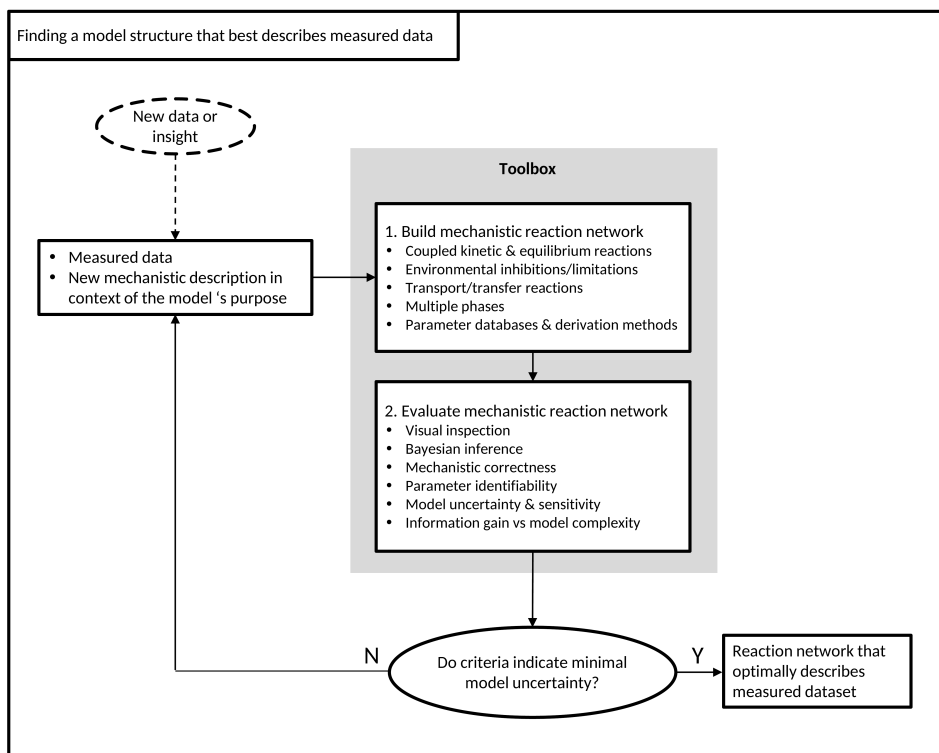 Finding a model structure that best describes measured data
New data or
insight
Toolbox
• Measured data
• New mechanistic description in
context of the model ‘s purpose
1. Build mechanistic reaction network
• Coupled kinetic & equilibrium reactions
• Environmental inhibitions/limitations
• Transport/transfer reactions
• Multiple phases
• Parameter databases & derivation methods
2. Evaluate mechanistic reaction network
• Visual inspection
• Bayesian inference
• Mechanistic correctness
• Parameter identifiability
• Model uncertainty & sensitivity
• Information gain vs model complexity
N
Do criteria indicate minimal
model uncertainty?
Y
Reaction network that
optimally describes
measured dataset